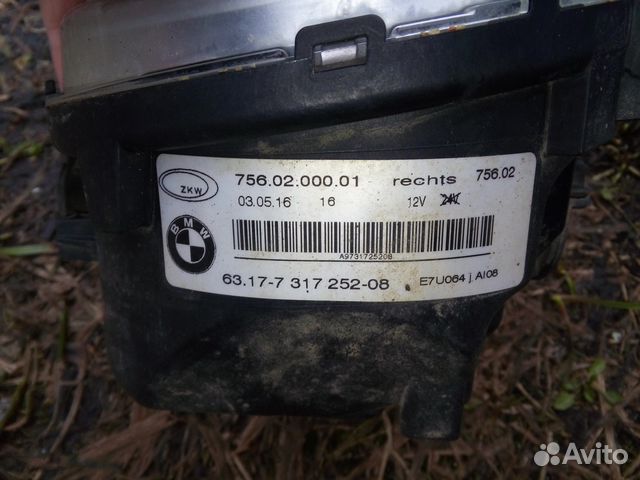 ZKW
756.02.000.01 rechts 756.02
03.05.16 16 12V 24V
BMW
A9731725208
63.17-7 317 252-08 E7U064 j AI08
Avito